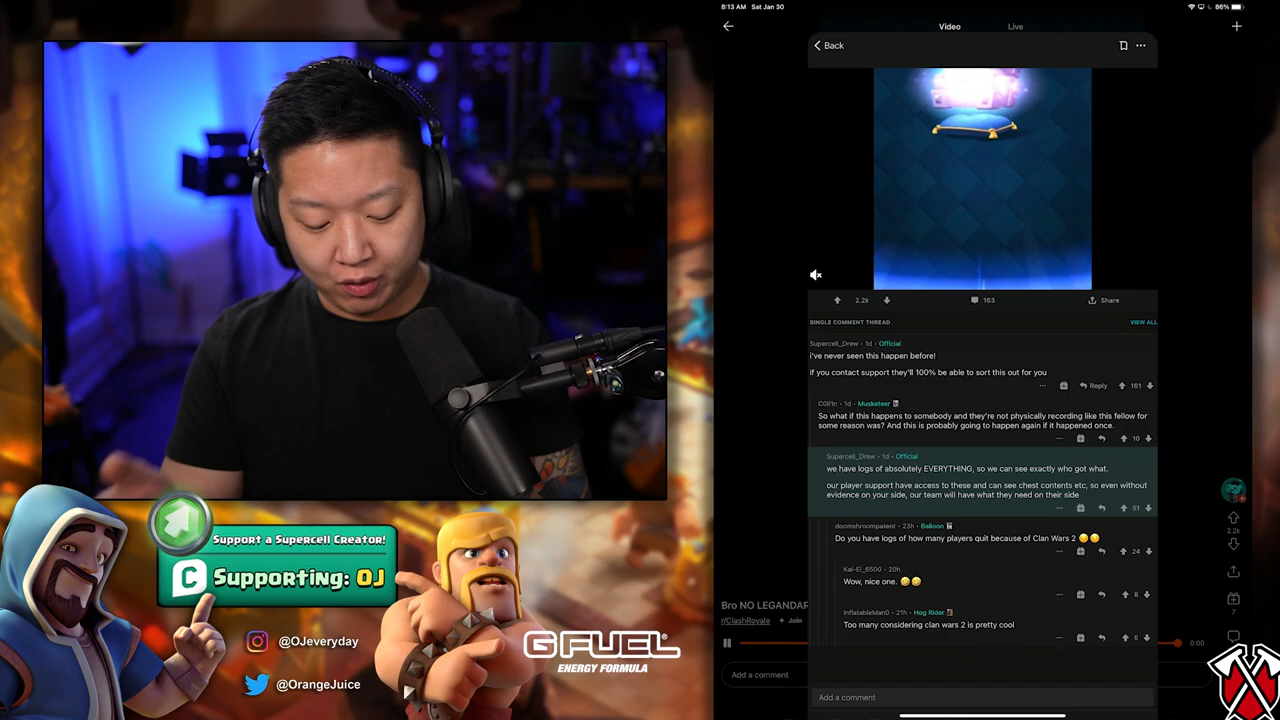 8:13 AM Sat Jan 30
86%
Video Live
Back
2.2k 163 Share
SINGLE COMMENT THREAD VIEW ALL
Supercell_Drew • 1d • Official
i've never seen this happen before!
if you contact support they'll 100% be able to sort this out for you
Reply 161
• 1d • Musketeer
So what if this happens to somebody and they're not physically recording like this fellow for
some reason was? And this is probably going to happen again if it happened once.
10
Supercell_Drew • 1d • Official
we have logs of absolutely EVERYTHING, so we can see exactly who got what.
our player support have access to these and can see chest contents etc, so even without
evidence on your side, our team will have what they need on their side
51
doomshroompatent • 23h • Balloon
Do you have logs of how many players quit because of Clan Wars 2 😂😂
24
Kai-El_6500 • 20h
Wow, nice one. 🤣🤣
8
InflatableMan0 • 21h • Hog Rider
Too many considering clan wars 2 is pretty cool
Add a comment
2.2k
7
Bro NO LEGENDAR
r/ClashRoyale + Join
0:00
Add a comment
Support a Supercell Creator!
C Supporting: OJ
@OJeveryday
@OrangeJuice
G FUEL
ENERGY FORMULA